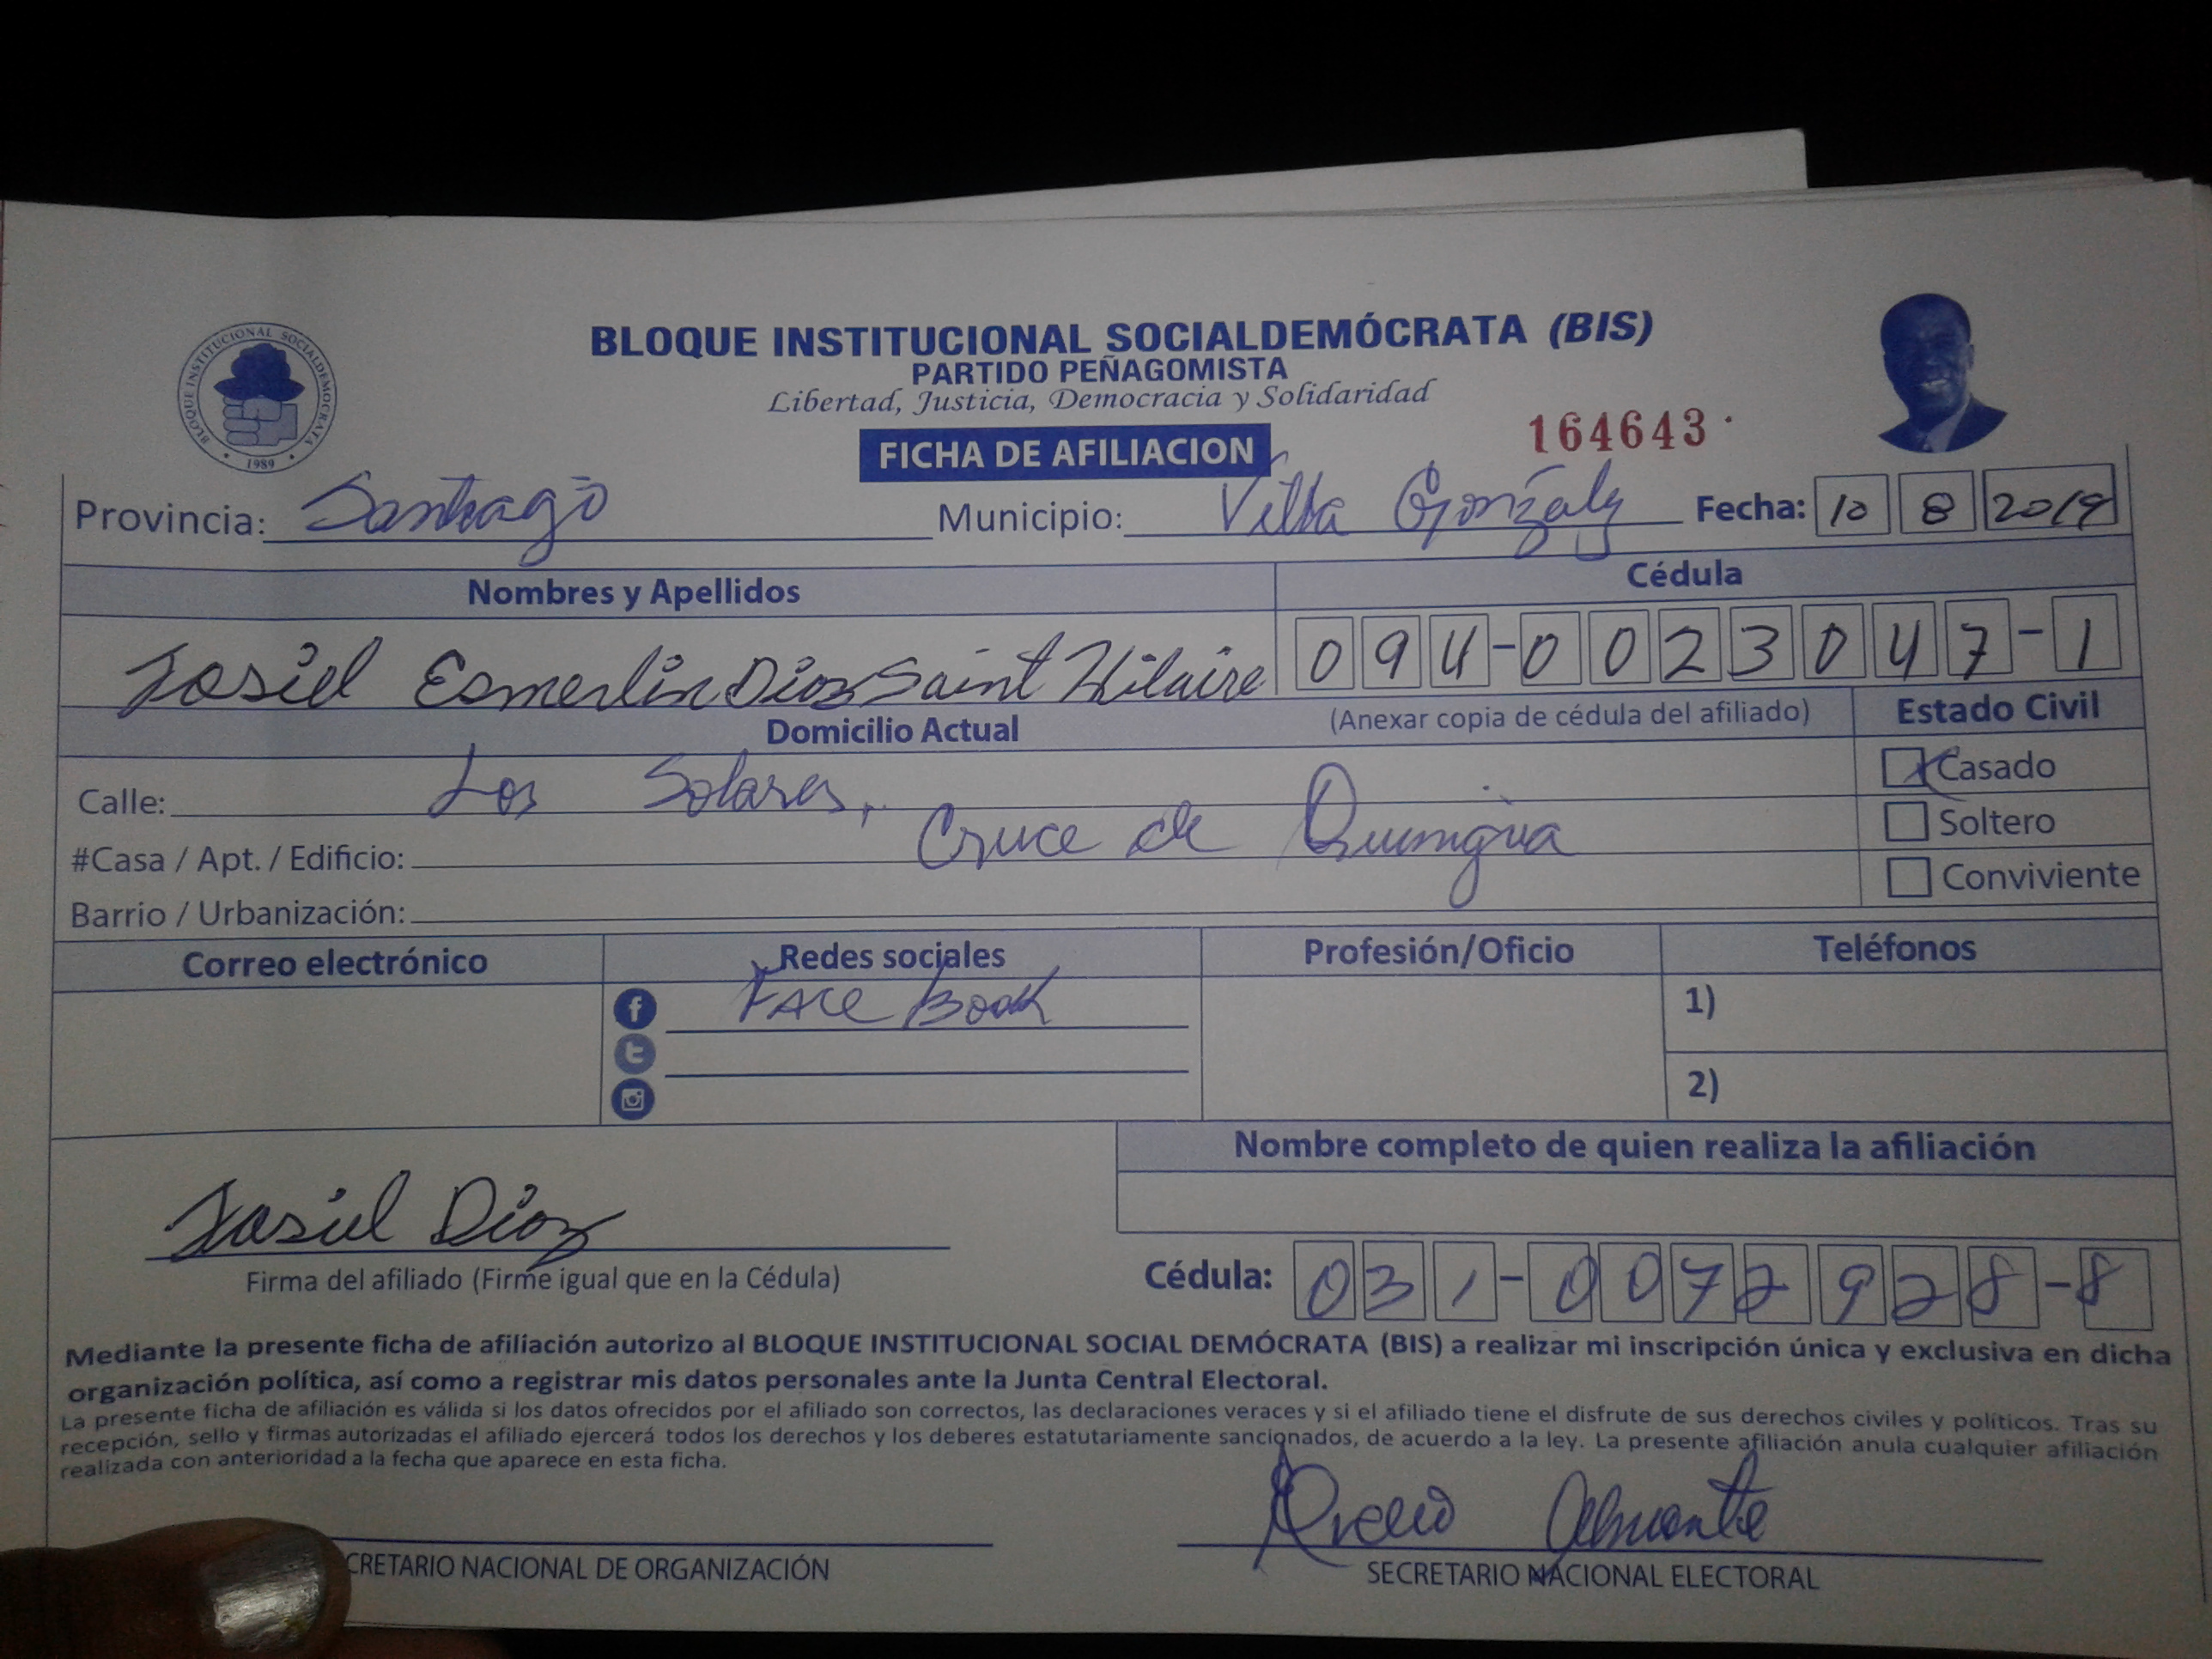 BLOQUE INSTITUCIONAL SOCIALDEMÓCRATA (BIS)
PARTIDO PEÑAGOMISTA
Libertad, Justicia, Democracia y Solidaridad
BLOQUE INSTITUCIONAL SOCIALDEMOCRATA
1989
164643
FICHA DE AFILIACION
Provincia: Santiago Municipio: Villa Gonzalez Fecha: 10 8 2019
Nombres y Apellidos Cédula
Jasiel Esmerlin Diaz Saint Hilaire 094-0023047-1
Domicilio Actual (Anexar copia de cédula del afiliado) Estado Civil
Calle: Los Solares, Casado
#Casa / Apt. / Edificio: Cruce de Quinigua Soltero
Barrio / Urbanización: Conviviente
Correo electrónico Redes sociales Profesión/Oficio Teléfonos
Face Book 1)
2)
Nombre completo de quien realiza la afiliación
Jasiel Diaz
Firma del afiliado (Firme igual que en la Cédula) Cédula: 031-0072928-8
Mediante la presente ficha de afiliación autorizo al BLOQUE INSTITUCIONAL SOCIAL DEMÓCRATA (BIS) a realizar mi inscripción única y exclusiva en dicha
organización política, así como a registrar mis datos personales ante la Junta Central Electoral.
La presente ficha de afiliación es válida si los datos ofrecidos por el afiliado son correctos, las declaraciones veraces y si el afiliado tiene el disfrute de sus derechos civiles y políticos. Tras su
recepción, sello y firmas autorizadas el afiliado ejercerá todos los derechos y los deberes estatutariamente sancionados, de acuerdo a la ley. La presente afiliación anula cualquier afiliación
realizada con anterioridad a la fecha que aparece en esta ficha.
Almonte
CRETARIO NACIONAL DE ORGANIZACIÓN SECRETARIO NACIONAL ELECTORAL